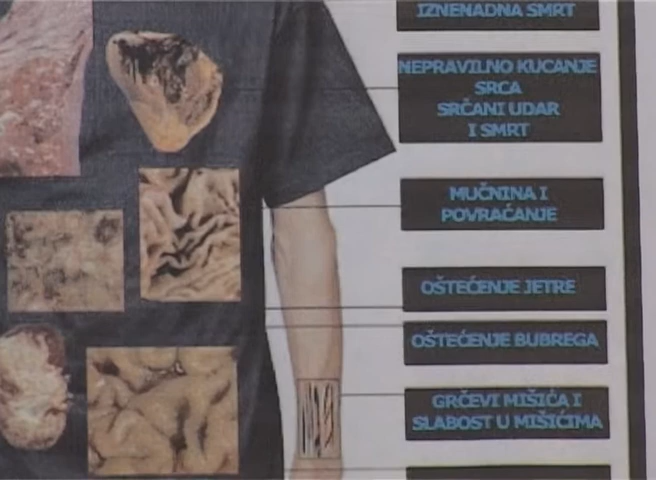 IZNENADNA SMRT
NEPRAVILNO KUCANJE
SRCA
SRČANI UDAR
I SMRT
MUČNINA I
POVRAĆANJE
OŠTEĆENJE JETRE
OŠTEĆENJE BUBREGA
GRČEVI MIŠIĆA I
SLABOST U MIŠIĆIMA